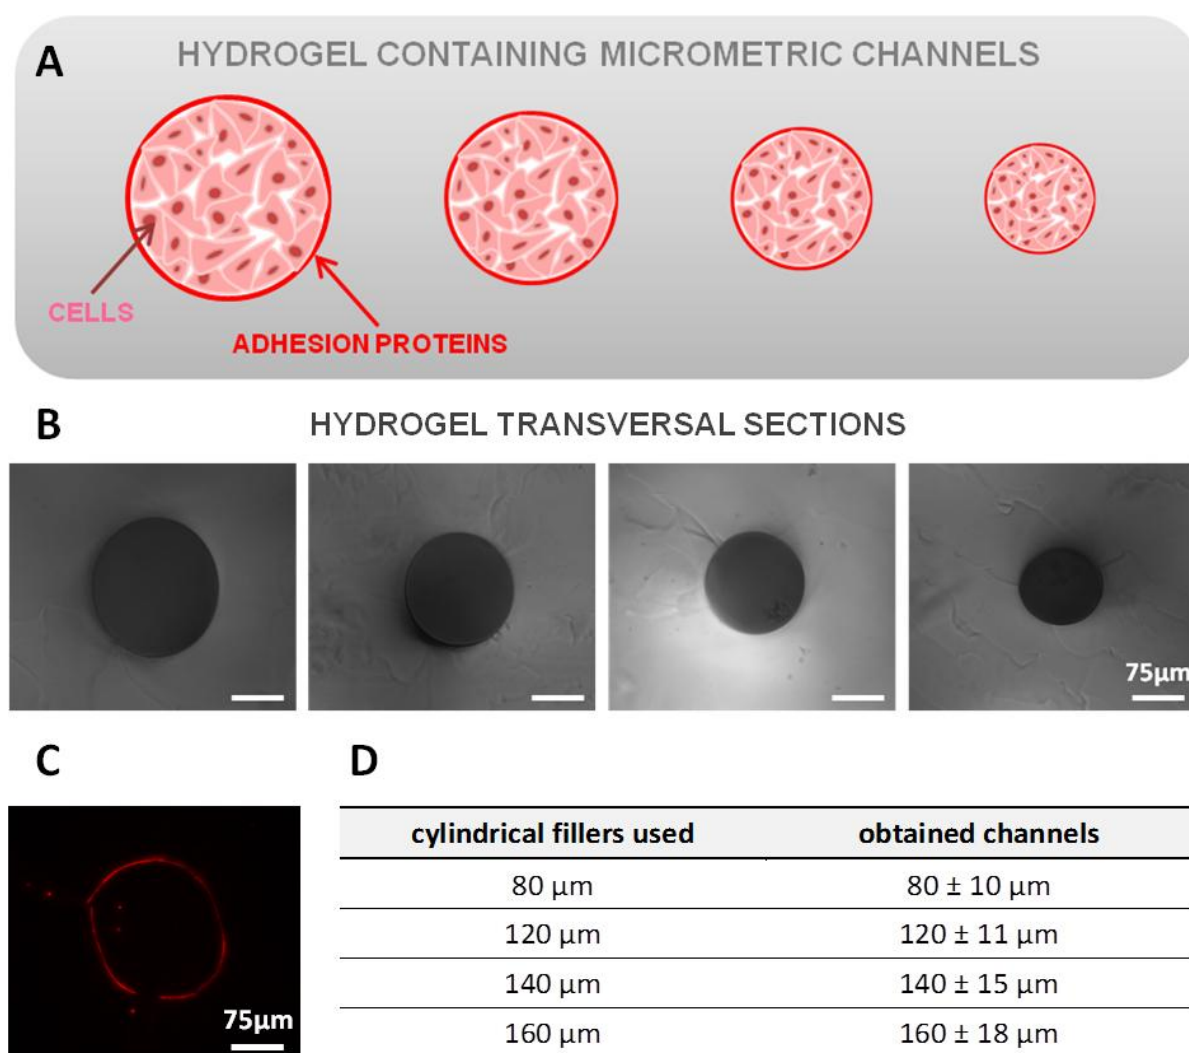 A
HYDROGEL CONTAINING MICROMETRIC CHANNELS
CELLS
ADHESION PROTEINS
B
HYDROGEL TRANSVERSAL SECTIONS
75µm
C
75µm
D
cylindrical fillers used obtained channels
80 µm 80 ± 10 µm
120 µm 120 ± 11 µm
140 µm 140 ± 15 µm
160 µm 160 ± 18 µm